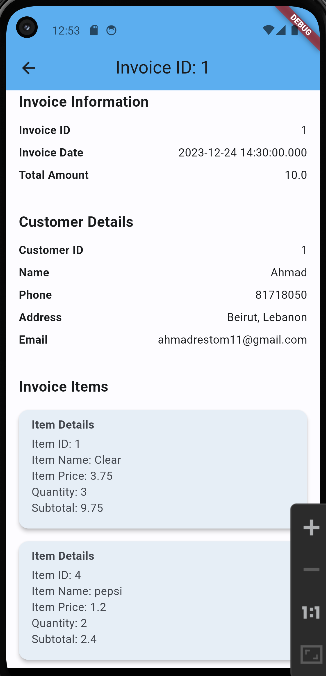 12:53
DEBUG
Invoice ID: 1
Invoice Information
Invoice ID 1
Invoice Date 2023-12-24 14:30:00.000
Total Amount 10.0
Customer Details
Customer ID 1
Name Ahmad
Phone 81718050
Address Beirut, Lebanon
Email ahmadrestom11@gmail.com
Invoice Items
Item Details
Item ID: 1
Item Name: Clear
Item Price: 3.75
Quantity: 3
Subtotal: 9.75
Item Details
Item ID: 4
Item Name: pepsi
Item Price: 1.2
Quantity: 2
Subtotal: 2.4
1:1